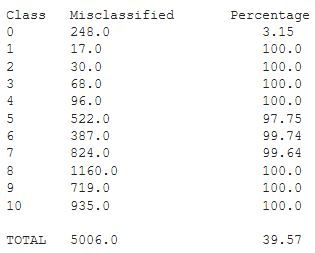 Class Misclassified Percentage
0 248.0 3.15
1 17.0 100.0
2 30.0 100.0
3 68.0 100.0
4 96.0 100.0
5 522.0 97.75
6 387.0 99.74
7 824.0 99.64
8 1160.0 100.0
9 719.0 100.0
10 935.0 100.0
TOTAL 5006.0 39.57